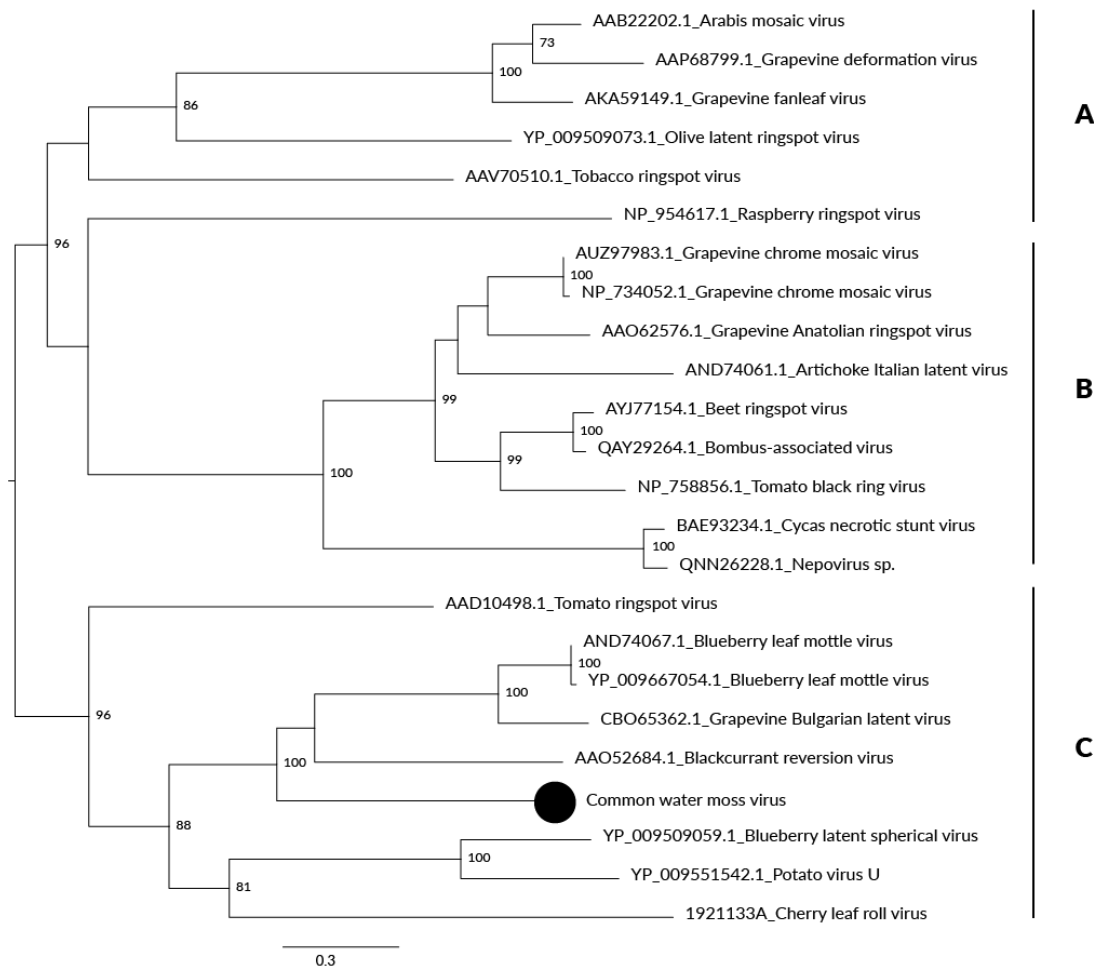 AAB22202.1_Arabis mosaic virus
73
AAP68799.1_Grapevine deformation virus
100
AKA59149.1_Grapevine fanleaf virus
86
A
YP_009509073.1_Olive latent ringspot virus
AAV70510.1_Tobacco ringspot virus
NP_954617.1_Raspberry ringspot virus
96
AUZ97983.1_Grapevine chrome mosaic virus
100
NP_734052.1_Grapevine chrome mosaic virus
AAO62576.1_Grapevine Anatolian ringspot virus
AND74061.1_Artichoke Italian latent virus
B
99
AYJ77154.1_Beet ringspot virus
100
QAY29264.1_Bombus-associated virus
99
100
NP_758856.1_Tomato black ring virus
BAE93234.1_Cycas necrotic stunt virus
100
QNN26228.1_Nepovirus sp.
AAD10498.1_Tomato ringspot virus
AND74067.1_Blueberry leaf mottle virus
100
YP_009667054.1_Blueberry leaf mottle virus
100
96
CBO65362.1_Grapevine Bulgarian latent virus
C
AAO52684.1_Blackcurrant reversion virus
100
Common water moss virus
88
YP_009509059.1_Blueberry latent spherical virus
100
YP_009551542.1_Potato virus U
81
1921133A_Cherry leaf roll virus
0.3